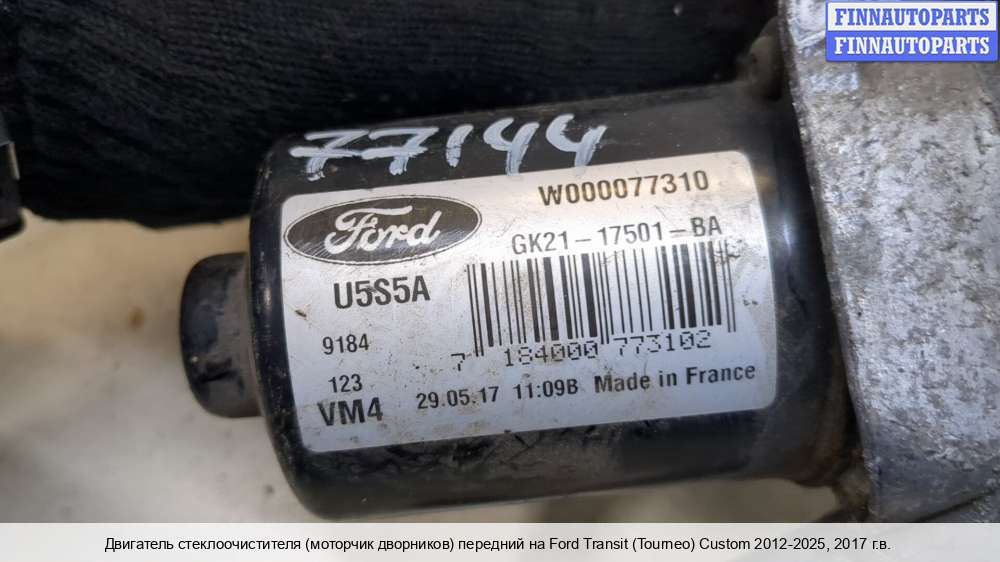 FINNAUTOPARTS
FINNAUTOPARTS
77144
W000077310
Ford
GK21-17501-BA
U5S5A
9184
7 184000 773102
123
VM4
29.05.17 11:09B Made in France
Двигатель стеклоочистителя (моторчик дворников) передний на Ford Transit (Tourneo) Custom 2012-2025, 2017 г.в.